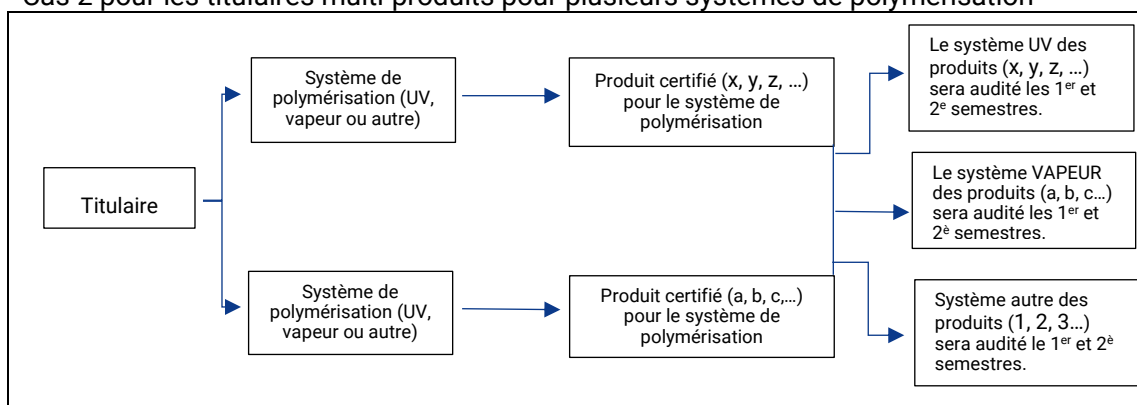 Cas 2 pour les titulaires multi produits pour plusieurs systèmes de polymérisation
Titulaire
Système de
polymérisation (UV,
vapeur ou autre)
Produit certifié (x, y, z, ...)
pour le système de
polymérisation
Système de
polymérisation (UV,
vapeur ou autre)
Produit certifié (a, b, c,...)
pour le système de
polymérisation
Le système UV des
produits (x, y, z, ...)
sera audité les 1er et
2e semestres.
Le système VAPEUR
des produits (a, b, c...)
sera audité les 1er et
2è semestres.
Système autre des
produits (1, 2, 3...)
sera audité le 1er et 2è
semestres.